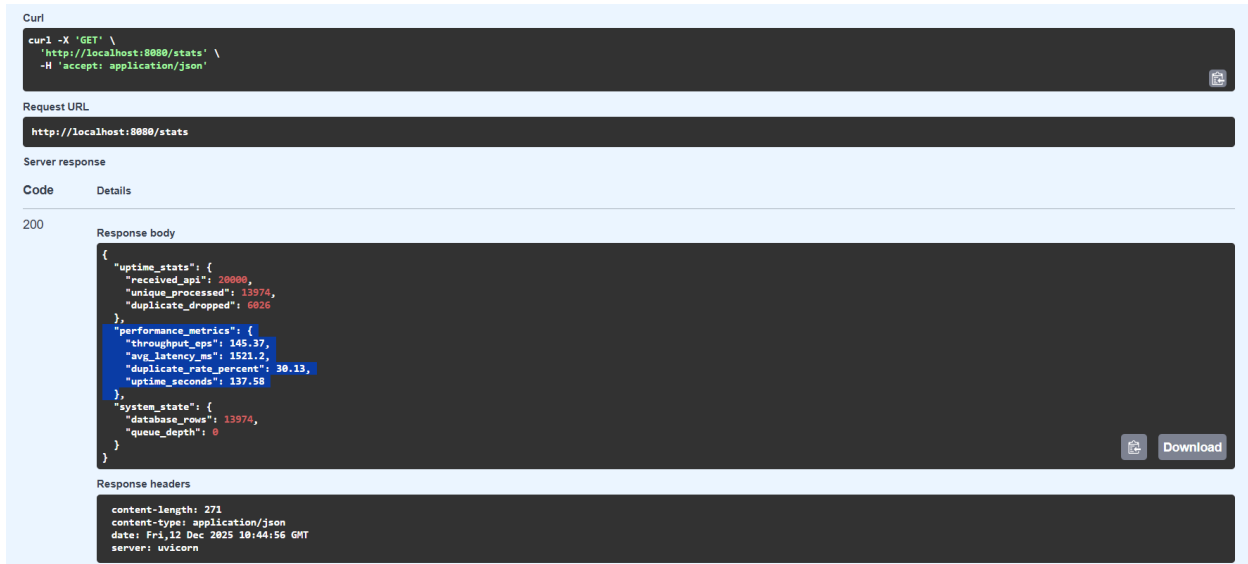 Curl
curl -X 'GET' \
  'http://localhost:8080/stats' \
  -H 'accept: application/json'
Request URL
http://localhost:8080/stats
Server response
Code Details
200
Response body
{
  "uptime_stats": {
    "received_api": 20000,
    "unique_processed": 13974,
    "duplicate_dropped": 6026
  },
  "performance_metrics": {
    "throughput_eps": 145.37,
    "avg_latency_ms": 1521.2,
    "duplicate_rate_percent": 30.13,
    "uptime_seconds": 137.58
  },
  "system_state": {
    "database_rows": 13974,
    "queue_depth": 0
  }
}
Download
Response headers
content-length: 271
content-type: application/json
date: Fri,12 Dec 2025 10:44:56 GMT
server: uvicorn